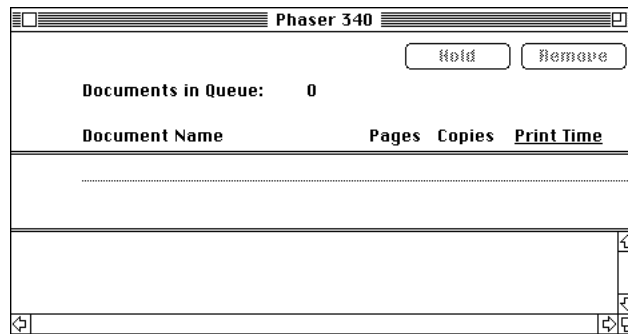 Phaser 340
Hold Remove
Documents in Queue: 0
Document Name Pages Copies Print Time